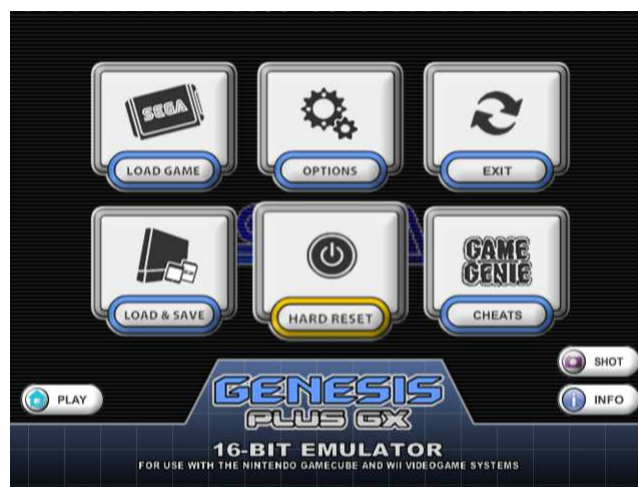 SEGA
LOAD GAME
OPTIONS
EXIT
LOAD & SAVE
HARD RESET
GAME
GENIE
CHEATS
SHOT
PLAY
INFO
GENESIS
PLUS GX
16-BIT EMULATOR
FOR USE WITH THE NINTENDO GAMECUBE AND WII VIDEOGAME SYSTEMS